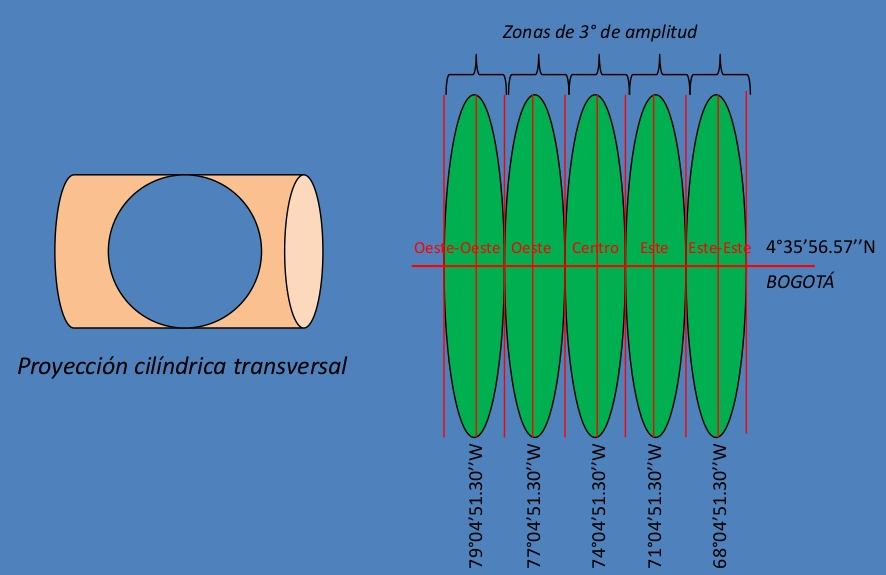 Zonas de 3° de amplitud
Oeste-Oeste Oeste Centro Este Este-Este 4°35’56.57’’N
BOGOTÁ
Proyección cilíndrica transversal
79°04’51.30’’W
77°04’51.30’’W
74°04’51.30’’W
71°04’51.30’’W
68°04’51.30’’W